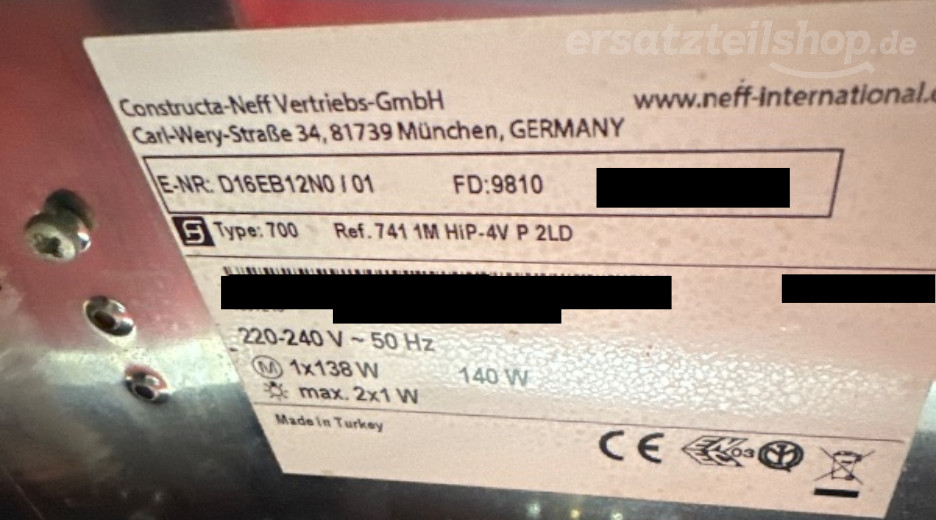 ersatzteilshop.de
Constructa-Neff Vertriebs-GmbH
www.neff-international.
Carl-Wery-Straße 34, 81739 München, GERMANY
E-NR: D16EB12N0 / 01 FD:9810
Type: 700 Ref. 741 1M HiP-4V P 2LD
220-240 V ~ 50 Hz
M 1x138 W 140 W
max. 2x1 W
Made in Turkey
CE 03